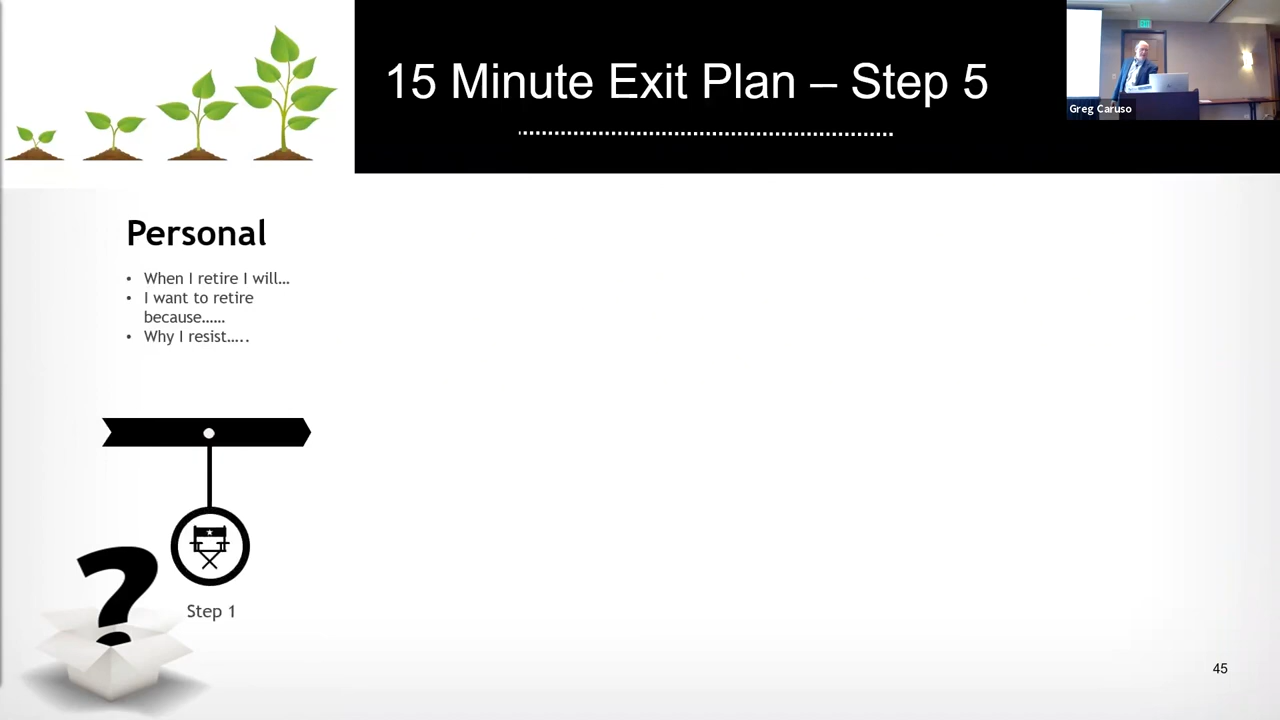 15 Minute Exit Plan – Step 5
Greg Caruso
Personal
• When I retire I will…
• I want to retire
because……
• Why I resist…..
?
Step 1
45